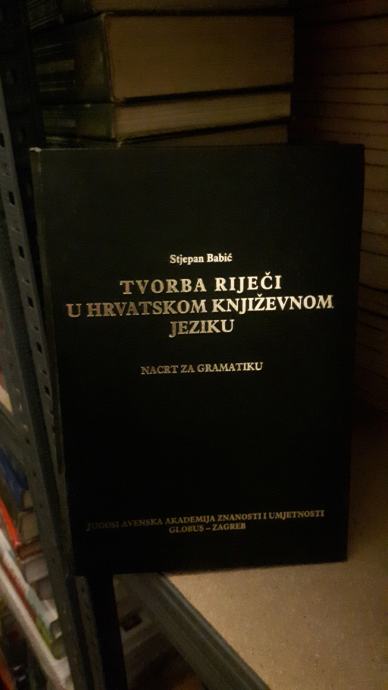 Stjepan Babić
TVORBA RIJEČI
U HRVATSKOM KNJIŽEVNOM
JEZIKU
NACRT ZA GRAMATIKU
JUGOSLAVENSKA AKADEMIJA ZNANOSTI I UMJETNOSTI
GLOBUS – ZAGREB